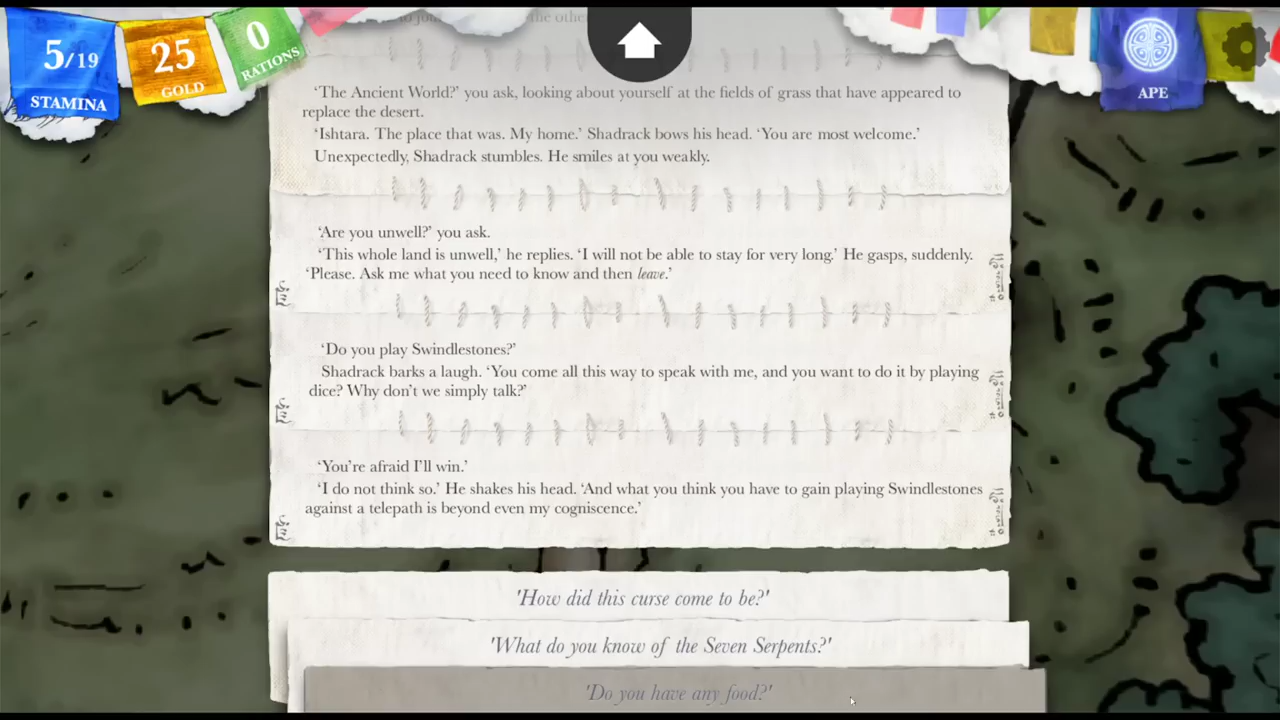 5/19
STAMINA
25
GOLD
0
RATIONS
APE
the othe
'The Ancient World?' you ask, looking about yourself at the fields of grass that have appeared to
replace the desert.
'Ishtara. The place that was. My home.' Shadrack bows his head. 'You are most welcome.'
Unexpectedly, Shadrack stumbles. He smiles at you weakly.
'Are you unwell?' you ask.
'This whole land is unwell,' he replies. 'I will not be able to stay for very long.' He gasps, suddenly.
'Please. Ask me what you need to know and then leave.'
'Do you play Swindlestones?'
Shadrack barks a laugh. 'You come all this way to speak with me, and you want to do it by playing
dice? Why don't we simply talk?'
'You're afraid I'll win.'
'I do not think so.' He shakes his head. 'And what you think you have to gain playing Swindlestones
against a telepath is beyond even my cogniscence.'
'How did this curse come to be?'
'What do you know of the Seven Serpents?'
'Do you have any food?'